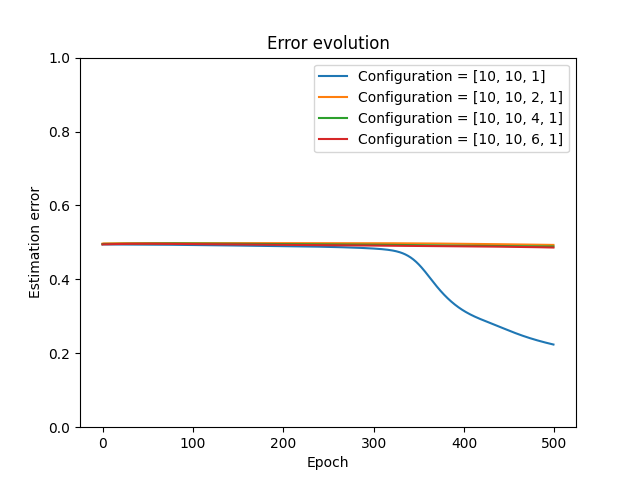 Error evolution
Configuration = [10, 10, 1]
Configuration = [10, 10, 2, 1]
Configuration = [10, 10, 4, 1]
Configuration = [10, 10, 6, 1]
Estimation error
1.0
0.8
0.6
0.4
0.2
0.0
0 100 200 300 400 500
Epoch